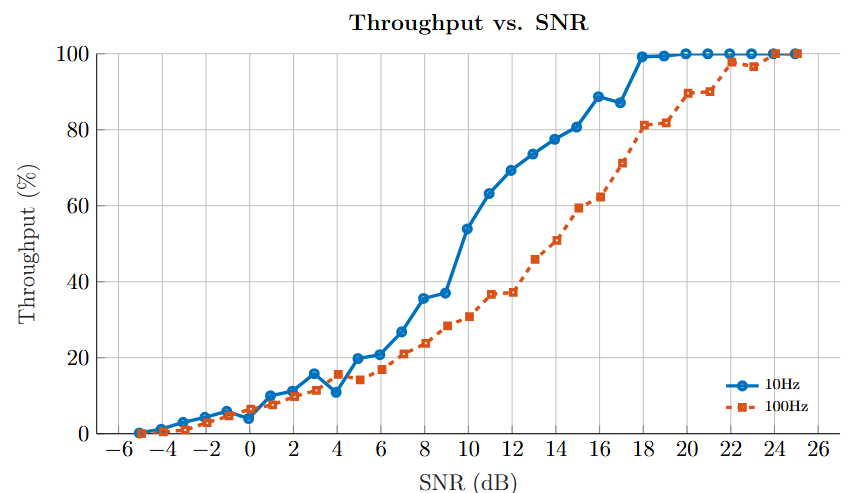 Throughput vs. SNR
100
80
60
40
20
0
Throughput (%)
10Hz
100Hz
−6 −4 −2 0 2 4 6 8 10 12 14 16 18 20 22 24 26
SNR (dB)